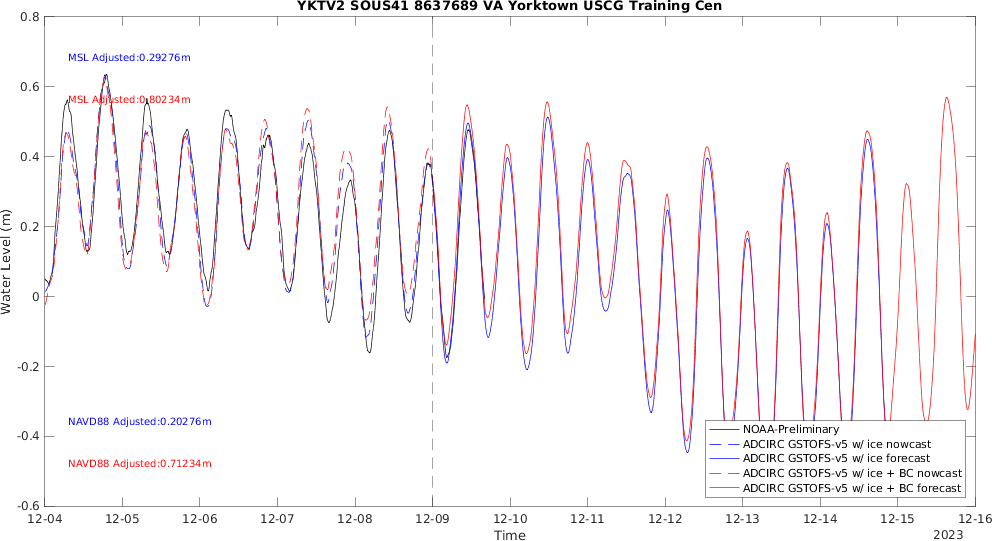 YKTV2 SOUS41 8637689 VA Yorktown USCG Training Cen
0.8
MSL Adjusted:0.29276m
0.6
MSL Adjusted:0.80234m
0.4
0.2
Water Level (m)
0
-0.2
NAVD88 Adjusted:0.20276m
-0.4
NAVD88 Adjusted:0.71234m
-0.6
NOAA-Preliminary
ADCIRC GSTOFS-v5 w/ ice nowcast
ADCIRC GSTOFS-v5 w/ ice forecast
ADCIRC GSTOFS-v5 w/ ice + BC nowcast
ADCIRC GSTOFS-v5 w/ ice + BC forecast
12-04 12-05 12-06 12-07 12-08 12-09 12-10 12-11 12-12 12-13 12-14 12-15 12-16
Time
2023